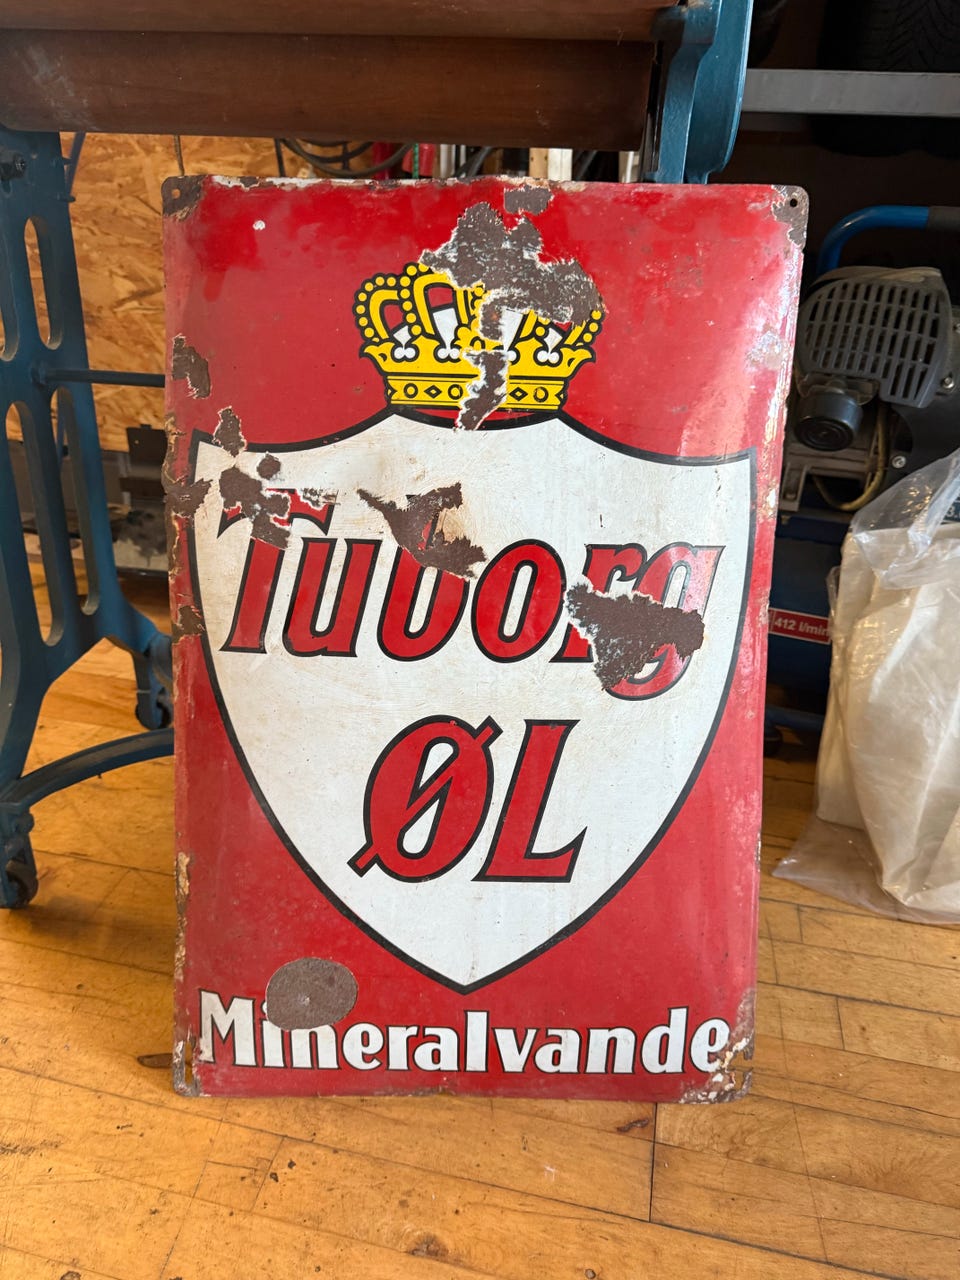 Tuborg
ØL
Mineralvande
412 l/min